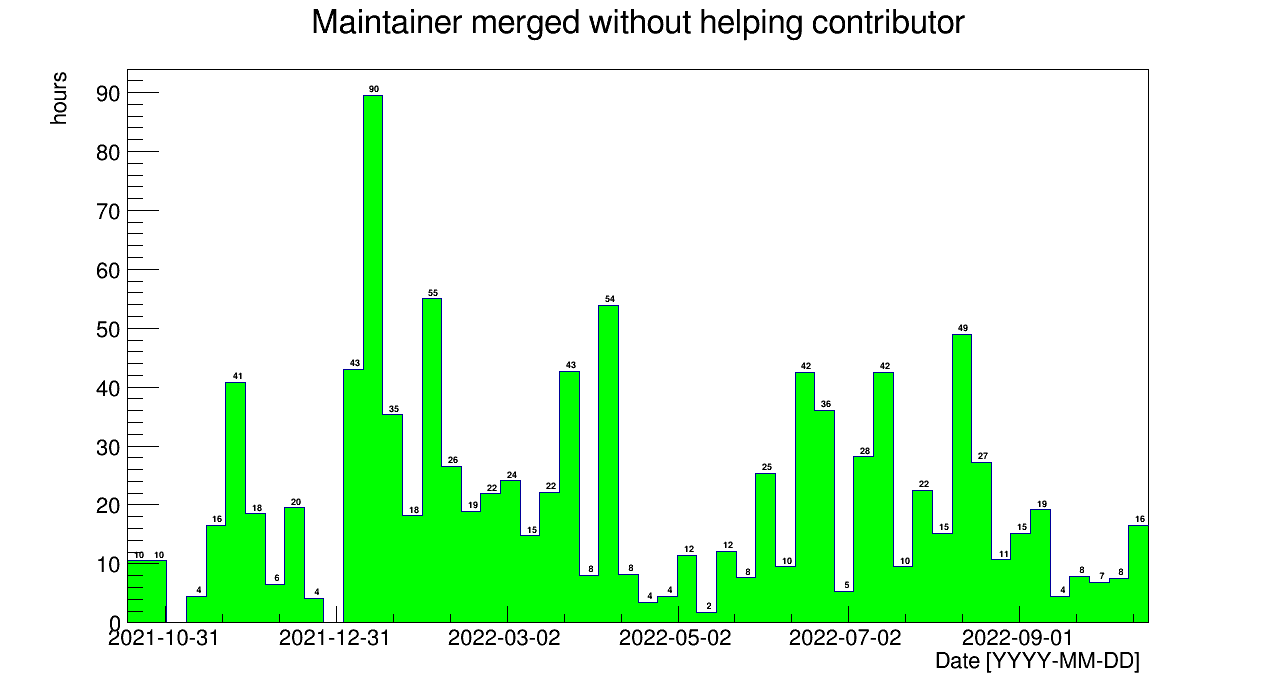 Maintainer merged without helping contributor
hours
90
80
70
60
50
40
30
20
10
0
10 10 4 16 41 18 6 20 4 43 90 35 18 55 26 19 22 24 15 22 43 8 54 8 4 4 12 2 12 8 25 10 42 36 5 28 42 10 22 15 49 27 11 15 19 4 8 7 8 16
2021-10-31 2021-12-31 2022-03-02 2022-05-02 2022-07-02 2022-09-01
Date [YYYY-MM-DD]